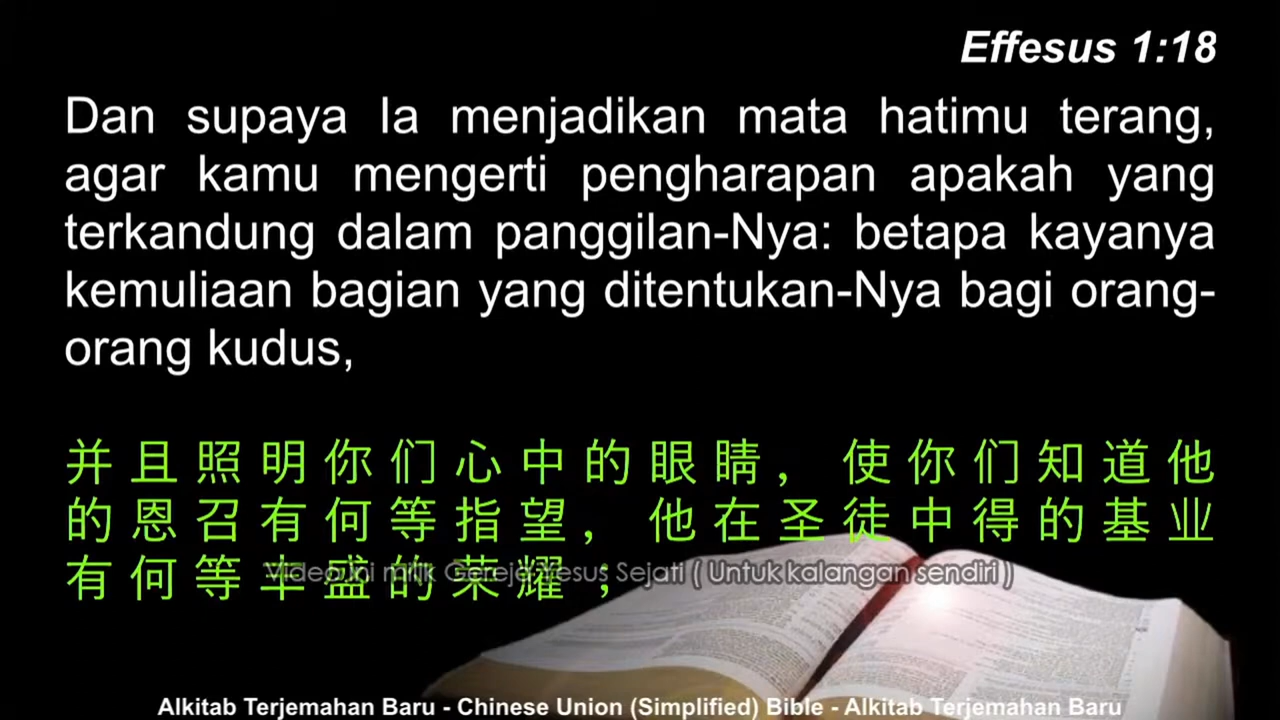 Effesus 1:18
Dan supaya Ia menjadikan mata hatimu terang,
agar kamu mengerti pengharapan apakah yang
terkandung dalam panggilan-Nya: betapa kayanya
kemuliaan bagian yang ditentukan-Nya bagi orang-
orang kudus,
并且照明你们心中的眼睛，使你们知道他
的恩召有何等指望，他在圣徒中得的基业
有何等丰盛的荣耀；
Video ini milik Gereja Yesus Sejati ( Untuk kalangan sendiri )
Alkitab Terjemahan Baru - Chinese Union (Simplified) Bible - Alkitab Terjemahan Baru